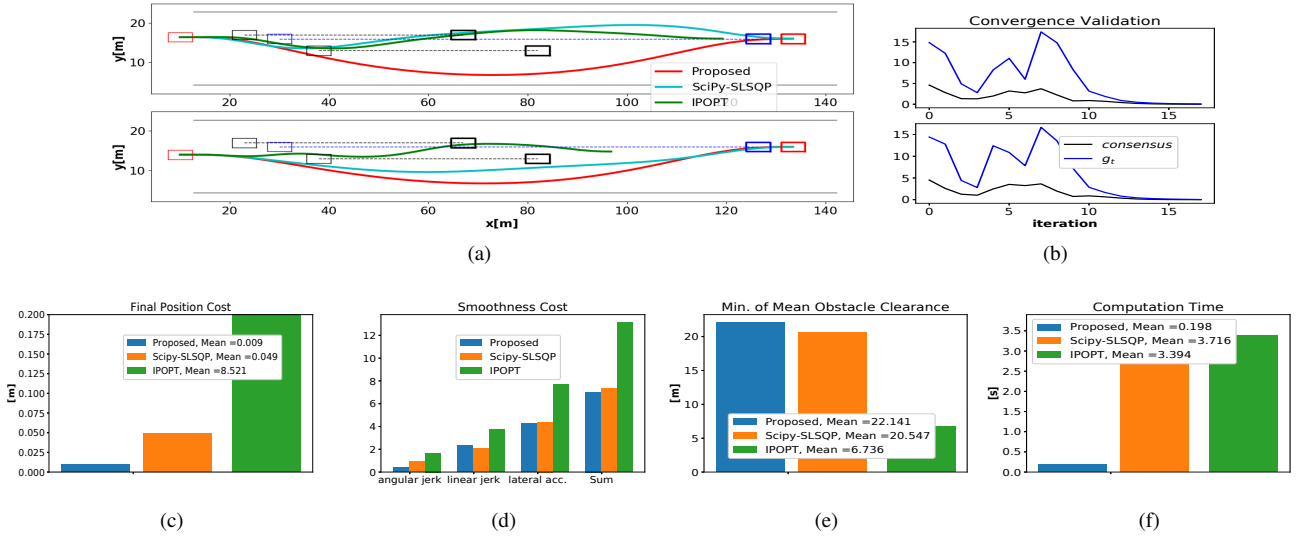 y[m]
20
10
20
40
60
80
100
120
140
Proposed
SciPy-SLSQP
IPOPT
y[m]
20
10
20
40
60
80
100
120
140
x[m]
(a)
Convergence Validation
15
10
5
0
0
5
10
15
15
10
5
0
consensus
gt
0
5
10
15
iteration
(b)
Final Position Cost
[m]
0.200
0.175
0.150
0.125
0.100
0.075
0.050
0.025
0.000
Proposed, Mean =0.009
Scipy-SLSQP, Mean =0.049
IPOPT, Mean =8.521
(c)
Smoothness Cost
12
10
8
6
4
2
0
Proposed
Scipy-SLSQP
IPOPT
angular jerk
linear jerk
lateral acc.
Sum
(d)
Min. of Mean Obstacle Clearance
[m]
20
15
10
5
0
Proposed, Mean =22.141
Scipy-SLSQP, Mean =20.547
IPOPT, Mean =6.736
(e)
Computation Time
[s]
3.5
3.0
2.5
2.0
1.5
1.0
0.5
0.0
Proposed, Mean =0.198
Scipy-SLSQP, Mean =3.716
IPOPT, Mean =3.394
(f)